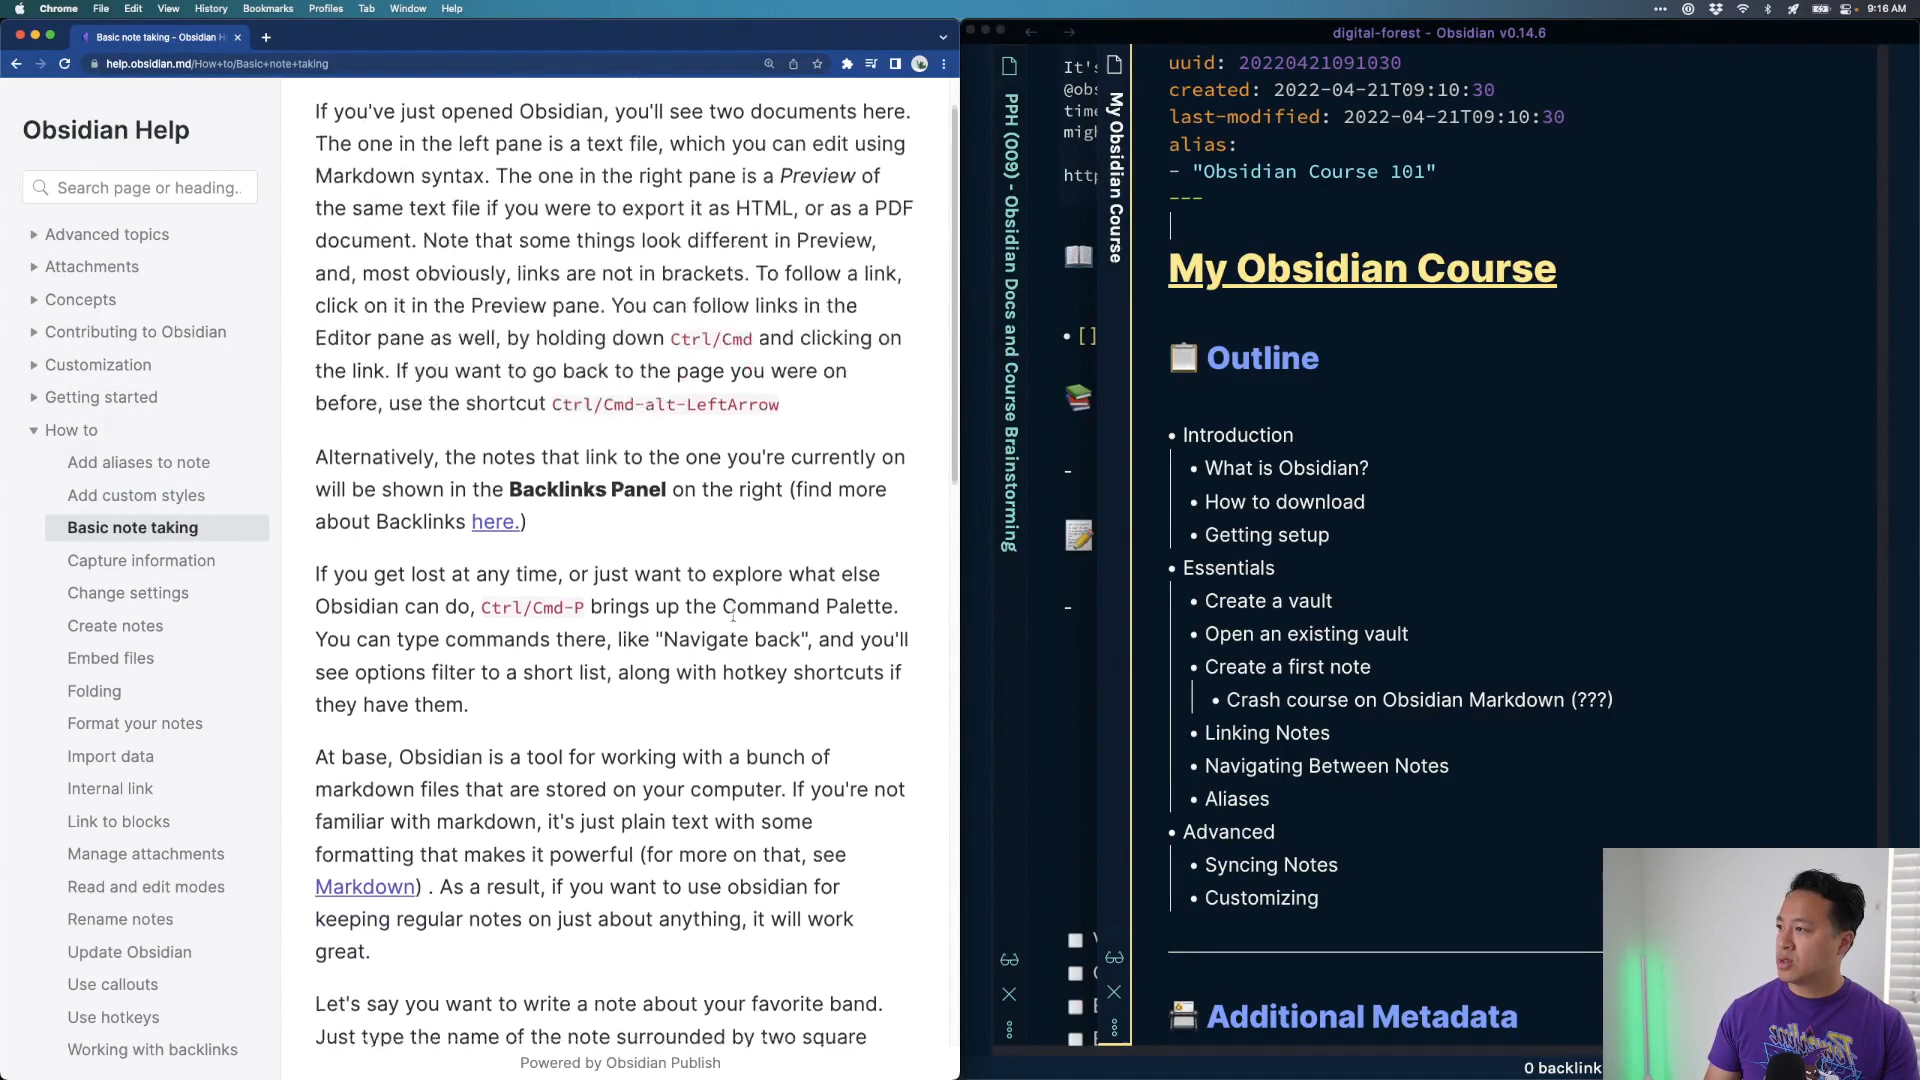 Chrome File Edit View History Bookmarks Profiles Tab Window Help
9:16 AM
Basic note taking - Obsidian H
help.obsidian.md/How+to/Basic+note+taking
Obsidian Help
Search page or heading..
Advanced topics
Attachments
Concepts
Contributing to Obsidian
Customization
Getting started
How to
Add aliases to note
Add custom styles
Basic note taking
Capture information
Change settings
Create notes
Embed files
Folding
Format your notes
Import data
Internal link
Link to blocks
Manage attachments
Read and edit modes
Rename notes
Update Obsidian
Use callouts
Use hotkeys
Working with backlinks
If you've just opened Obsidian, you'll see two documents here.
The one in the left pane is a text file, which you can edit using
Markdown syntax. The one in the right pane is a Preview of
the same text file if you were to export it as HTML, or as a PDF
document. Note that some things look different in Preview,
and, most obviously, links are not in brackets. To follow a link,
click on it in the Preview pane. You can follow links in the
Editor pane as well, by holding down Ctrl/Cmd and clicking on
the link. If you want to go back to the page you were on
before, use the shortcut Ctrl/Cmd-alt-LeftArrow
Alternatively, the notes that link to the one you're currently on
will be shown in the Backlinks Panel on the right (find more
about Backlinks here.)
If you get lost at any time, or just want to explore what else
Obsidian can do, Ctrl/Cmd-P brings up the Command Palette.
You can type commands there, like "Navigate back", and you'll
see options filter to a short list, along with hotkey shortcuts if
they have them.
At base, Obsidian is a tool for working with a bunch of
markdown files that are stored on your computer. If you're not
familiar with markdown, it's just plain text with some
formatting that makes it powerful (for more on that, see
Markdown) . As a result, if you want to use obsidian for
keeping regular notes on just about anything, it will work
great.
Let's say you want to write a note about your favorite band.
Just type the name of the note surrounded by two square
Powered by Obsidian Publish
digital-forest - Obsidian v0.14.6
PPH (009) - Obsidian Docs and Course Brainstorming
It's
@obs
time
migh
http
• []
-
-
My Obsidian Course
uuid: 20220421091030
created: 2022-04-21T09:10:30
last-modified: 2022-04-21T09:10:30
alias:
- "Obsidian Course 101"
---
My Obsidian Course
Outline
• Introduction
• What is Obsidian?
• How to download
• Getting setup
• Essentials
• Create a vault
• Open an existing vault
• Create a first note
• Crash course on Obsidian Markdown (???)
• Linking Notes
• Navigating Between Notes
• Aliases
• Advanced
• Syncing Notes
• Customizing
Additional Metadata
0 backlink